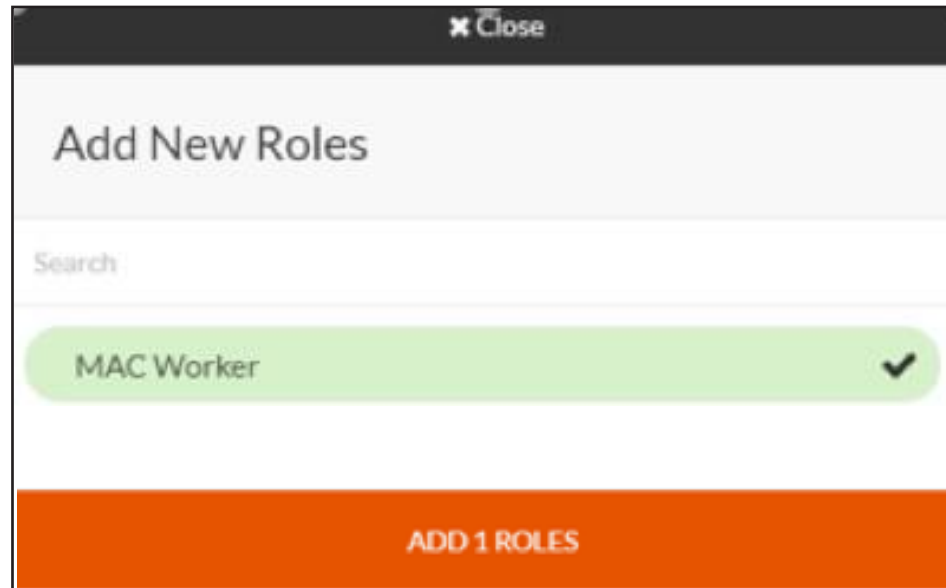 ✖ Close
Add New Roles
Search
MAC Worker ✔
ADD 1 ROLES